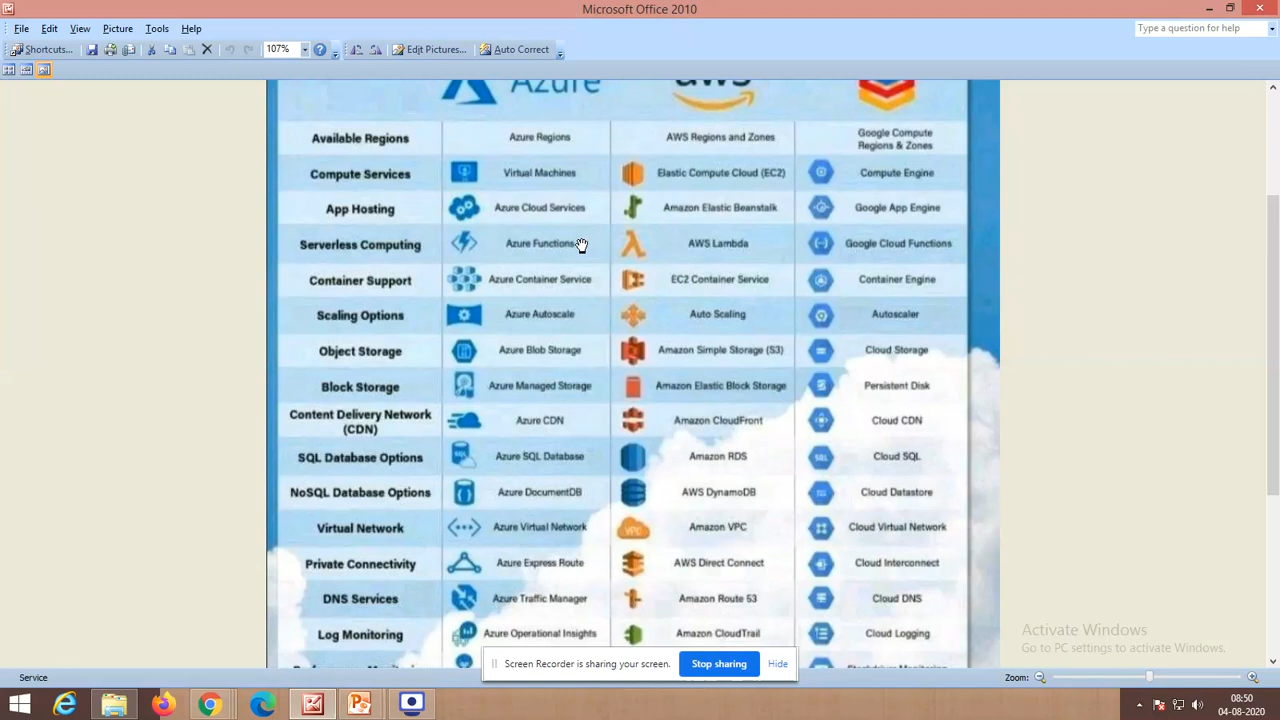 Microsoft Office 2010
File Edit View Picture Tools Help
Type a question for help
Shortcuts... 107% Edit Pictures... Auto Correct
Azure aws
Available Regions Azure Regions AWS Regions and Zones Google Compute
Regions & Zones
Compute Services Virtual Machines Elastic Compute Cloud (EC2) Compute Engine
App Hosting Azure Cloud Services Amazon Elastic Beanstalk Google App Engine
Serverless Computing Azure Functions AWS Lambda Google Cloud Functions
Container Support Azure Container Service EC2 Container Service Container Engine
Scaling Options Azure Autoscale Auto Scaling Autoscaler
Object Storage Azure Blob Storage Amazon Simple Storage (S3) Cloud Storage
Block Storage Azure Managed Storage Amazon Elastic Block Storage Persistent Disk
Content Delivery Network
(CDN) Azure CDN Amazon CloudFront Cloud CDN
SQL Database Options SQL Azure SQL Database Amazon RDS SQL Cloud SQL
NoSQL Database Options Azure DocumentDB AWS DynamoDB Cloud Datastore
Virtual Network Azure Virtual Network VPC Amazon VPC Cloud Virtual Network
Private Connectivity Azure Express Route AWS Direct Connect Cloud Interconnect
DNS Services Azure Traffic Manager Amazon Route 53 Cloud DNS
Log Monitoring Azure Operational Insights Amazon CloudTrail Cloud Logging
Activate Windows
Go to PC settings to activate Windows.
Screen Recorder is sharing your screen. Stop sharing Hide
Service Zoom:
08:50
04-08-2020